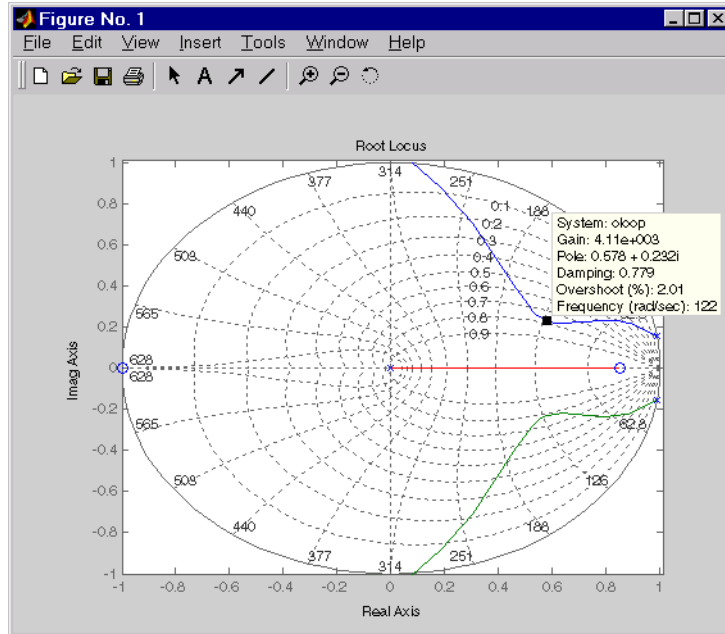 Figure No. 1
File Edit View Insert Tools Window Help
A
Root Locus
Imag Axis
1
0.8
0.6
0.4
0.2
0
-0.2
-0.4
-0.6
-0.8
-1
314
377
251
440
188
503
565
628
628
565
503
440
377
314
251
188
126
62.8
0.1
0.2
0.3
0.4
0.5
0.6
0.7
0.8
0.9
System: oloop
Gain: 4.11e+003
Pole: 0.578 + 0.232i
Damping: 0.779
Overshoot (%): 2.01
Frequency (rad/sec): 122
-1 -0.8 -0.6 -0.4 -0.2 0 0.2 0.4 0.6 0.8 1
Real Axis